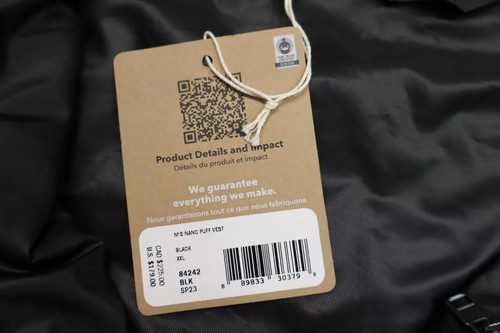 Product Details and Impact
Détails du produit et impact
We guarantee
everything we make.
Nous garantissons tout ce que nous fabriquons.
M'S NANO PUFF VEST
BLACK
XXL
84242
BLK
SP23
CAD $225.00
U.S. $179.00
8 89833 30379 9